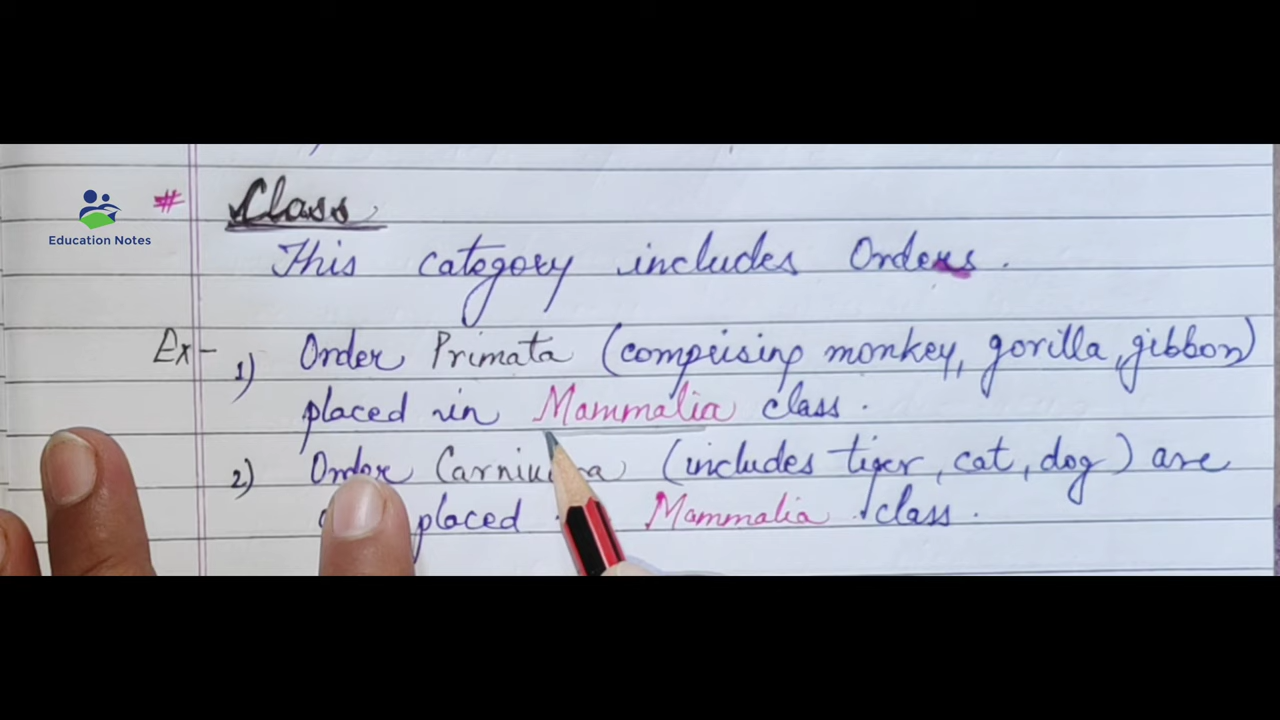 # Class
Education Notes
This category includes Orders.
Ex- 1) Order Primata (comprising monkey, gorilla, gibbon)
placed in Mammalia class.
2) Order (includes tiger, cat, dog) are
placed Mammalia class.